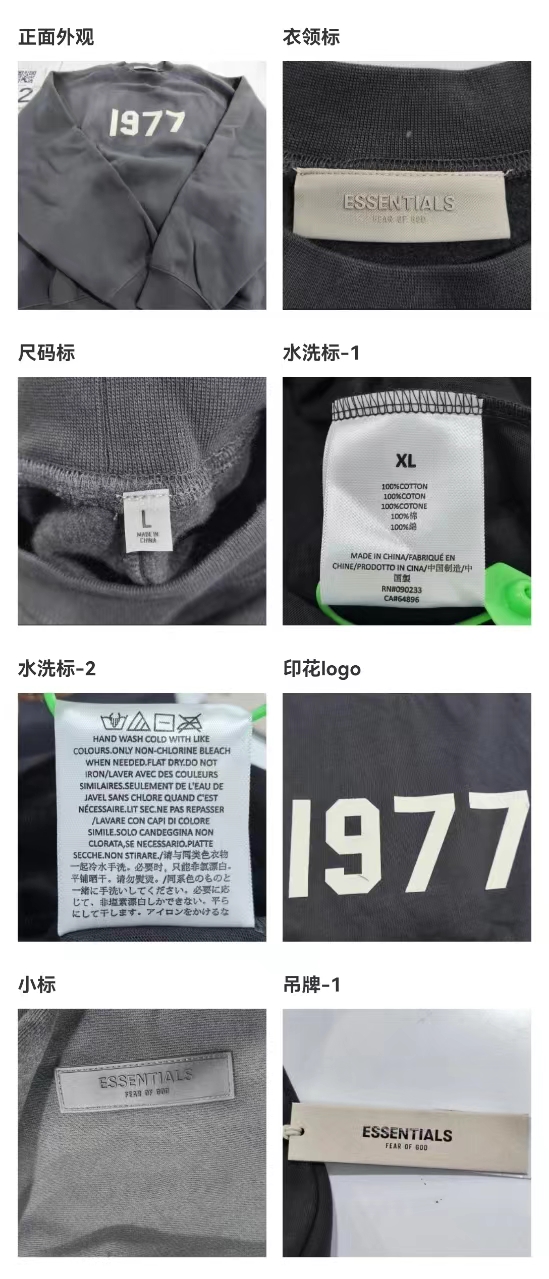 正面外观
衣领标
2
1977
ESSENTIALS
FEAR OF GOD
尺码标
水洗标-1
L
MADE IN
CHINA
XL
100%COTTON
100%COTON
100%COTONE
100%棉
100%綿
MADE IN CHINA/FABRIQUÉ EN
CHINE/PRODOTTO IN CINA/中国制造/中
国製
RN#090233
CA#64896
水洗标-2
印花logo
HAND WASH COLD WITH LIKE
COLOURS.ONLY NON-CHLORINE BLEACH
WHEN NEEDED.FLAT DRY.DO NOT
IRON/LAVER AVEC DES COULEURS
SIMILAIRES.SEULEMENT DE L'EAU DE
JAVEL SANS CHLORE QUAND C'EST
NÉCESSAIRE.LIT SEC.NE PAS REPASSER
/LAVARE CON CAPI DI COLORE
SIMILE.SOLO CANDEGGINA NON
CLORATA,SE NECESSARIO.PIATTE
SECCHE.NON STIRARE./请与同类色衣物
一起冷水手洗。必要时，只能非氯漂白。
平铺晒干。请勿熨烫。/同系色のものと
一緒に手洗いしてください。必要に応
じて、非塩素漂白しかできない。平ら
にして干します。アイロンをかけるな
1977
小标
吊牌-1
ESSENTIALS
FEAR OF GOD
ESSENTIALS
FEAR OF GOD